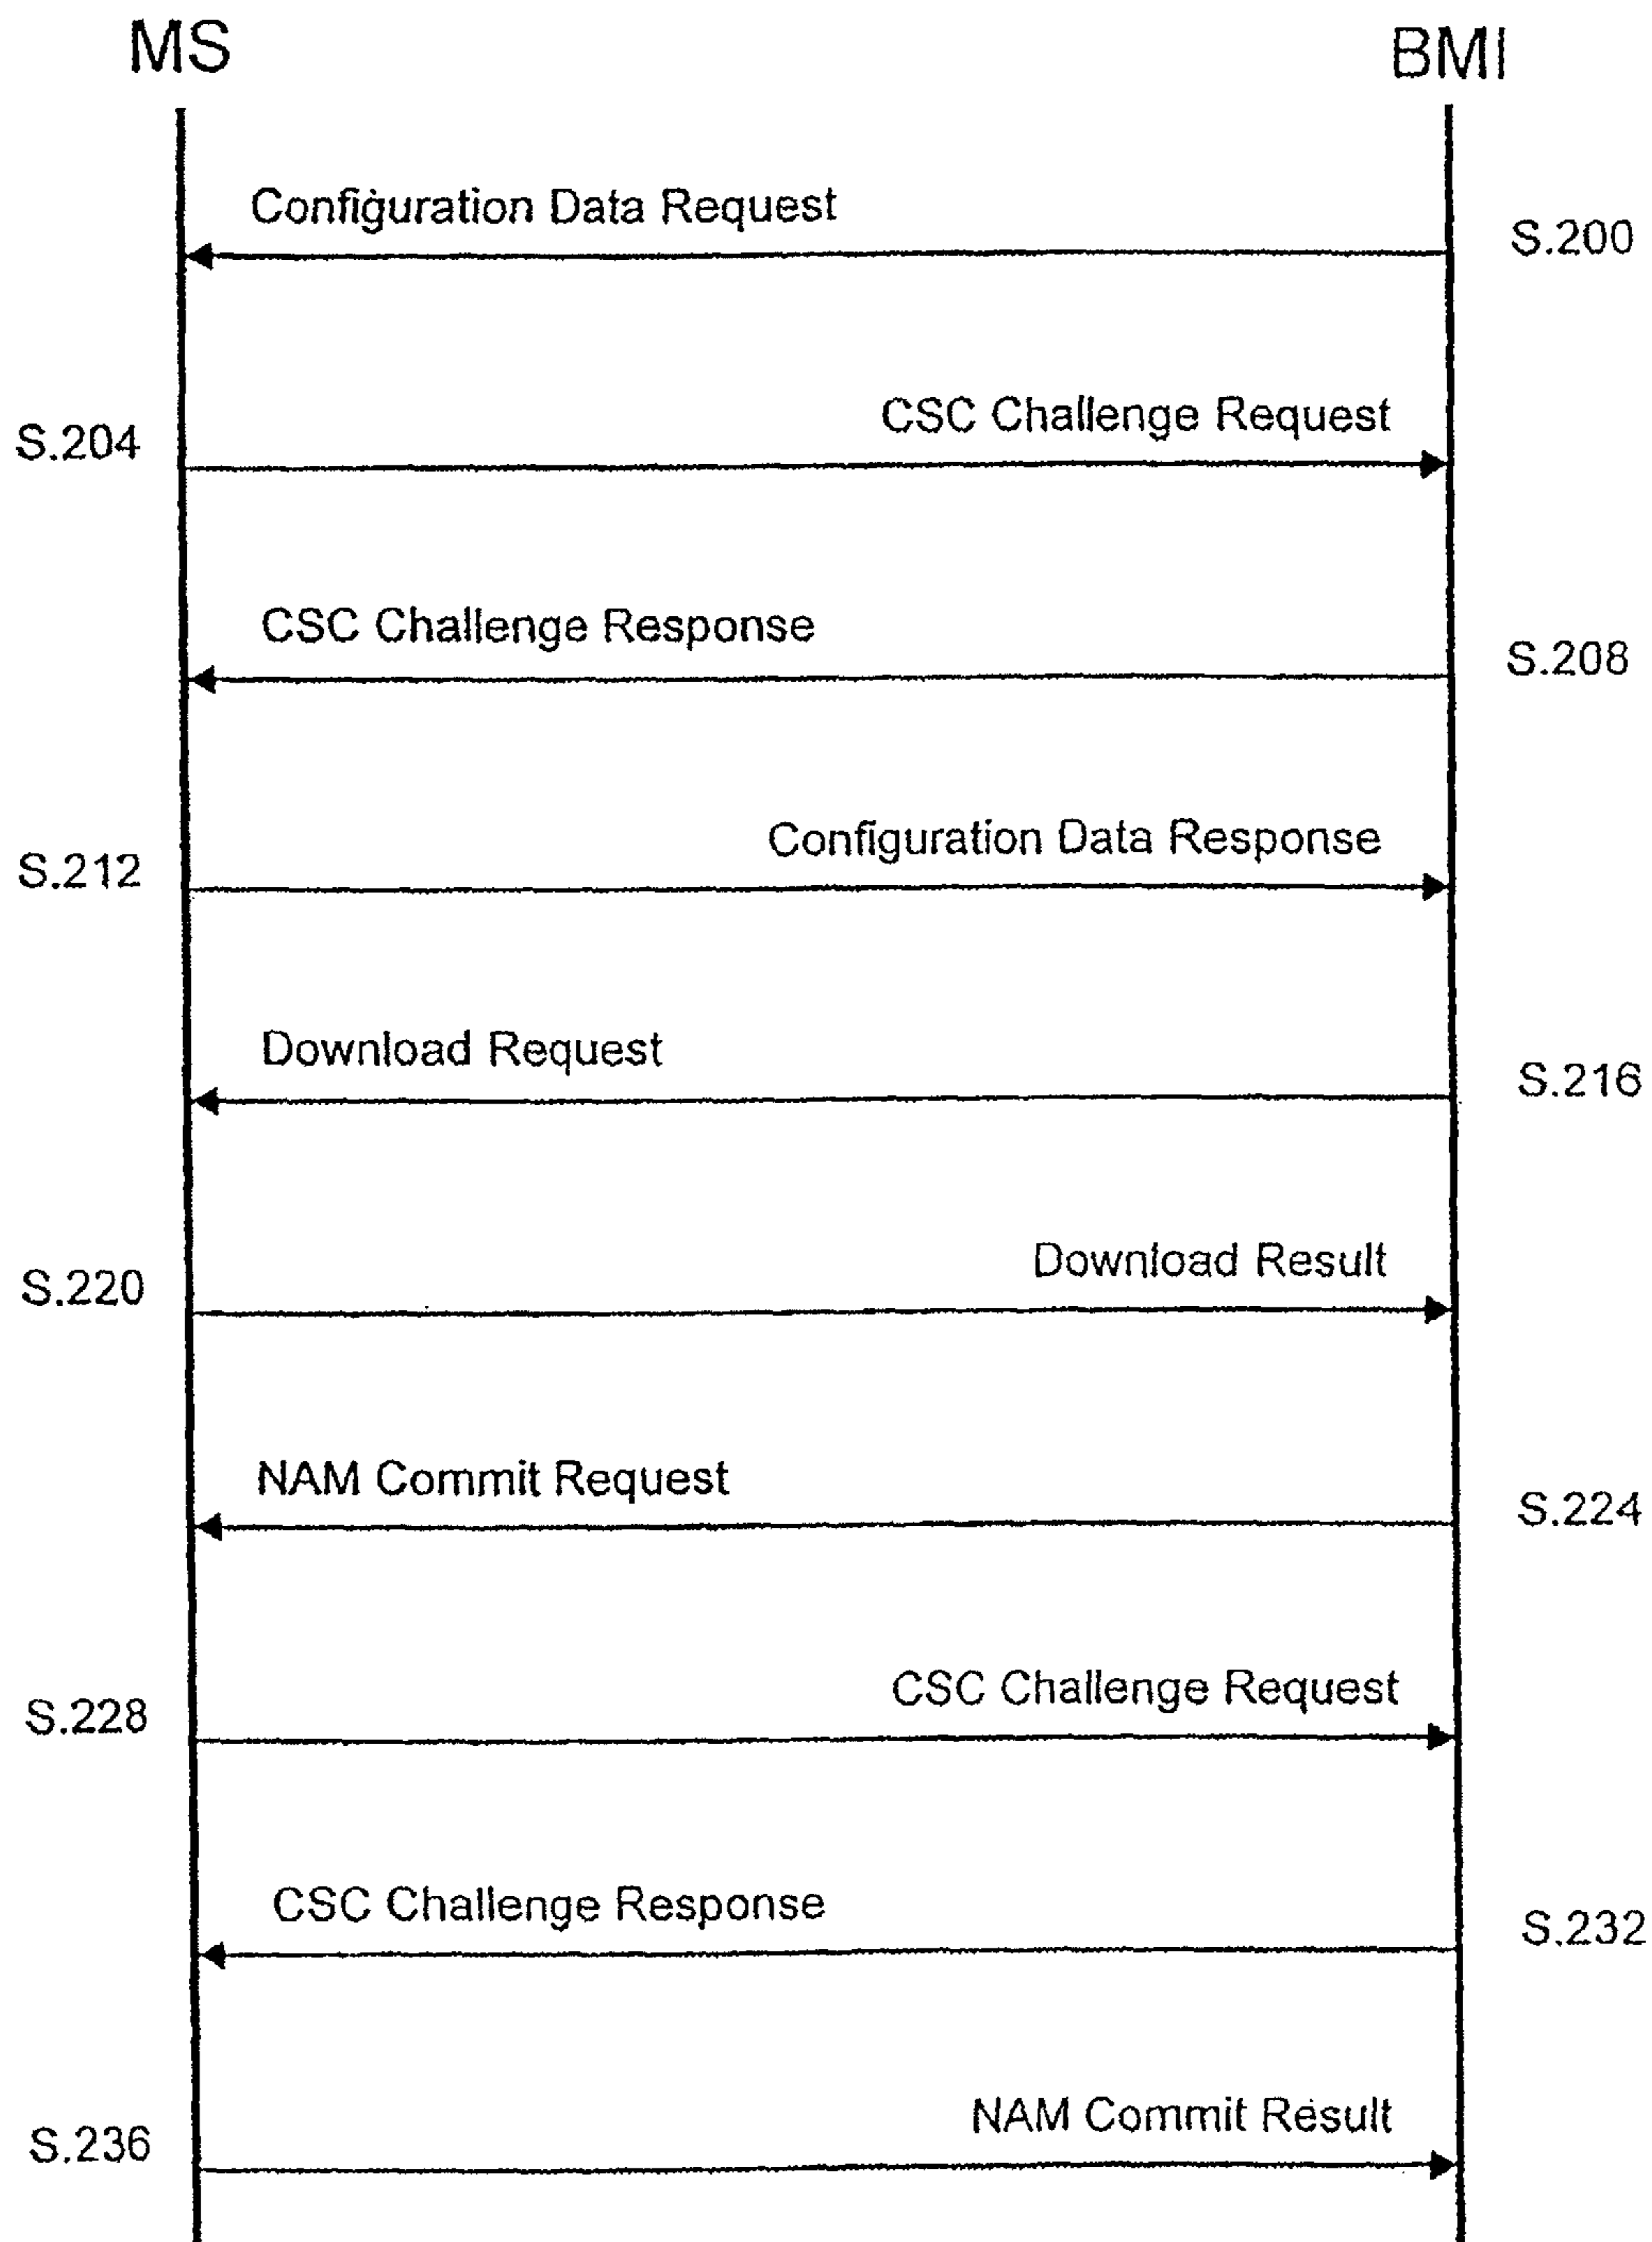 MS
BMI
Configuration Data Request
S.200
CSC Challenge Request
S.204
CSC Challenge Response
S.208
Configuration Data Response
S.212
Download Request
S.216
Download Result
S.220
NAM Commit Request
S.224
CSC Challenge Request
S.228
CSC Challenge Response
S.232
NAM Commit Result
S.236